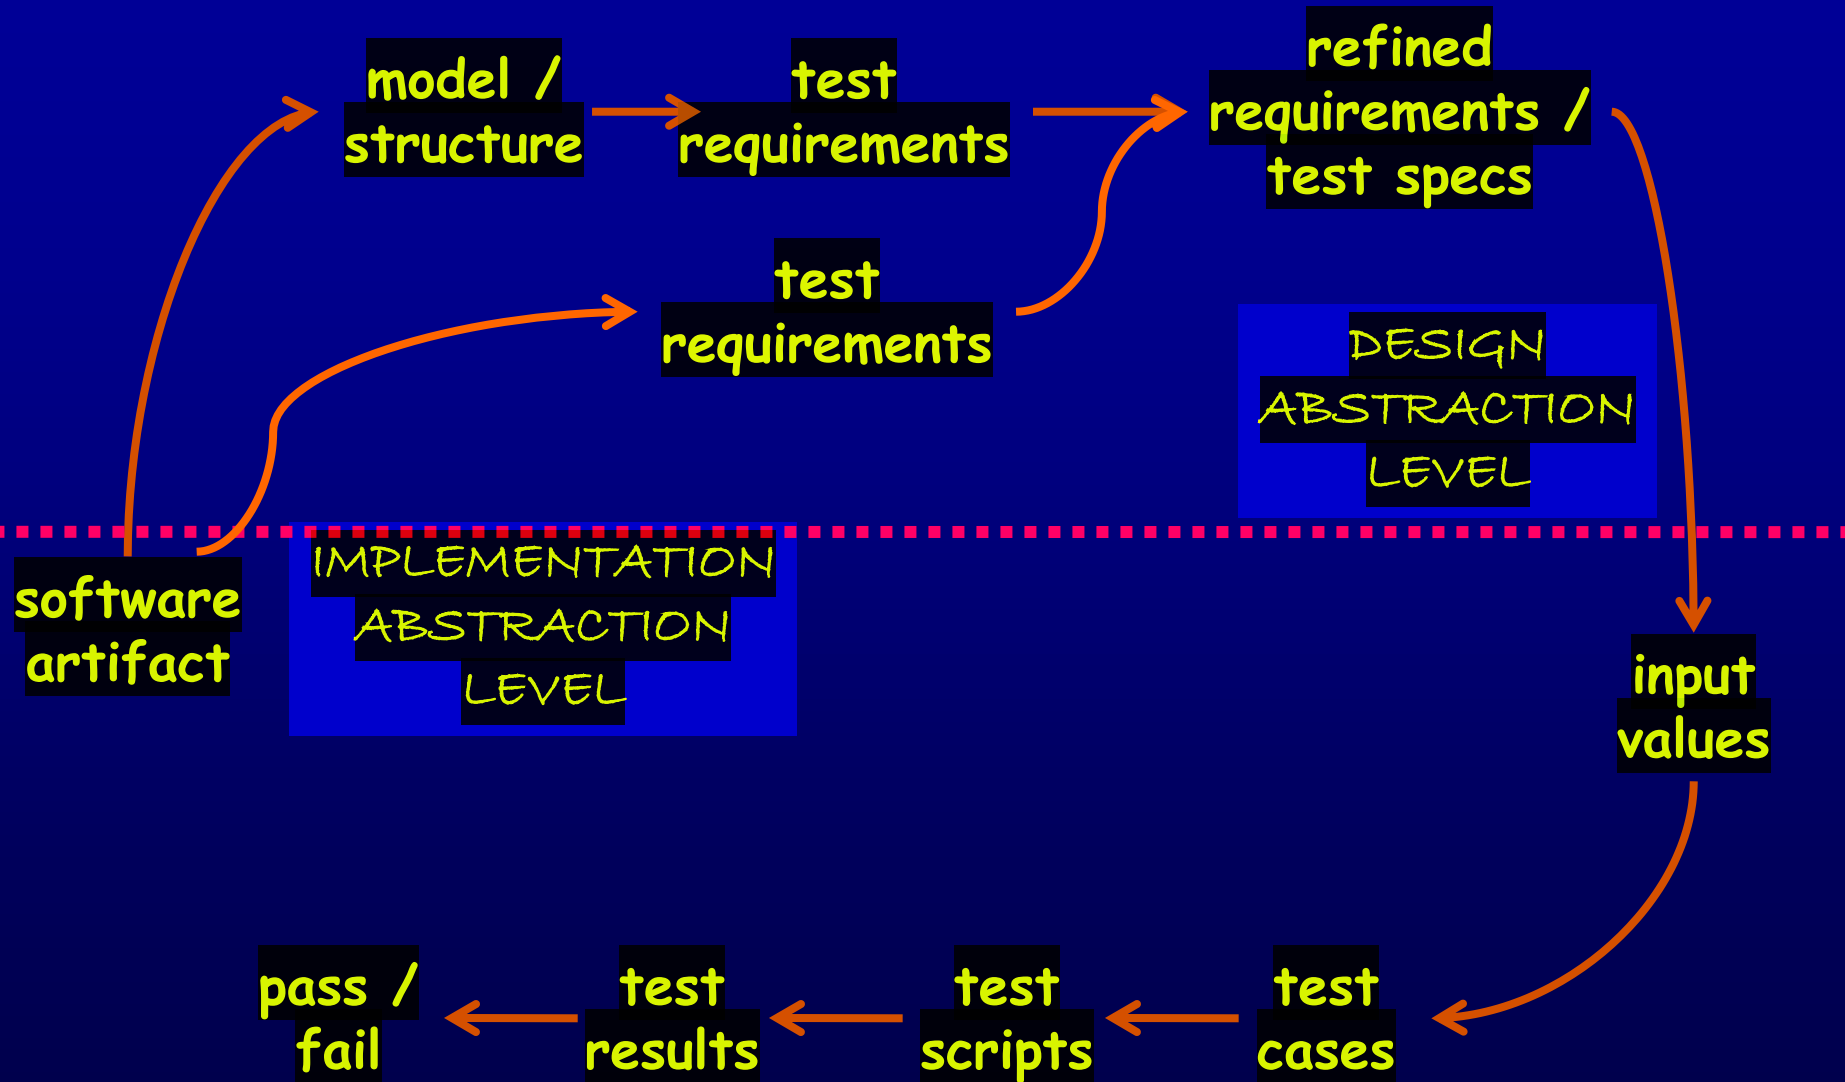 model /
structure
test
requirements
refined
requirements /
test specs
test
requirements
DESIGN
ABSTRACTION
LEVEL
IMPLEMENTATION
ABSTRACTION
LEVEL
software
artifact
input
values
pass /
fail
test
results
test
scripts
test
cases